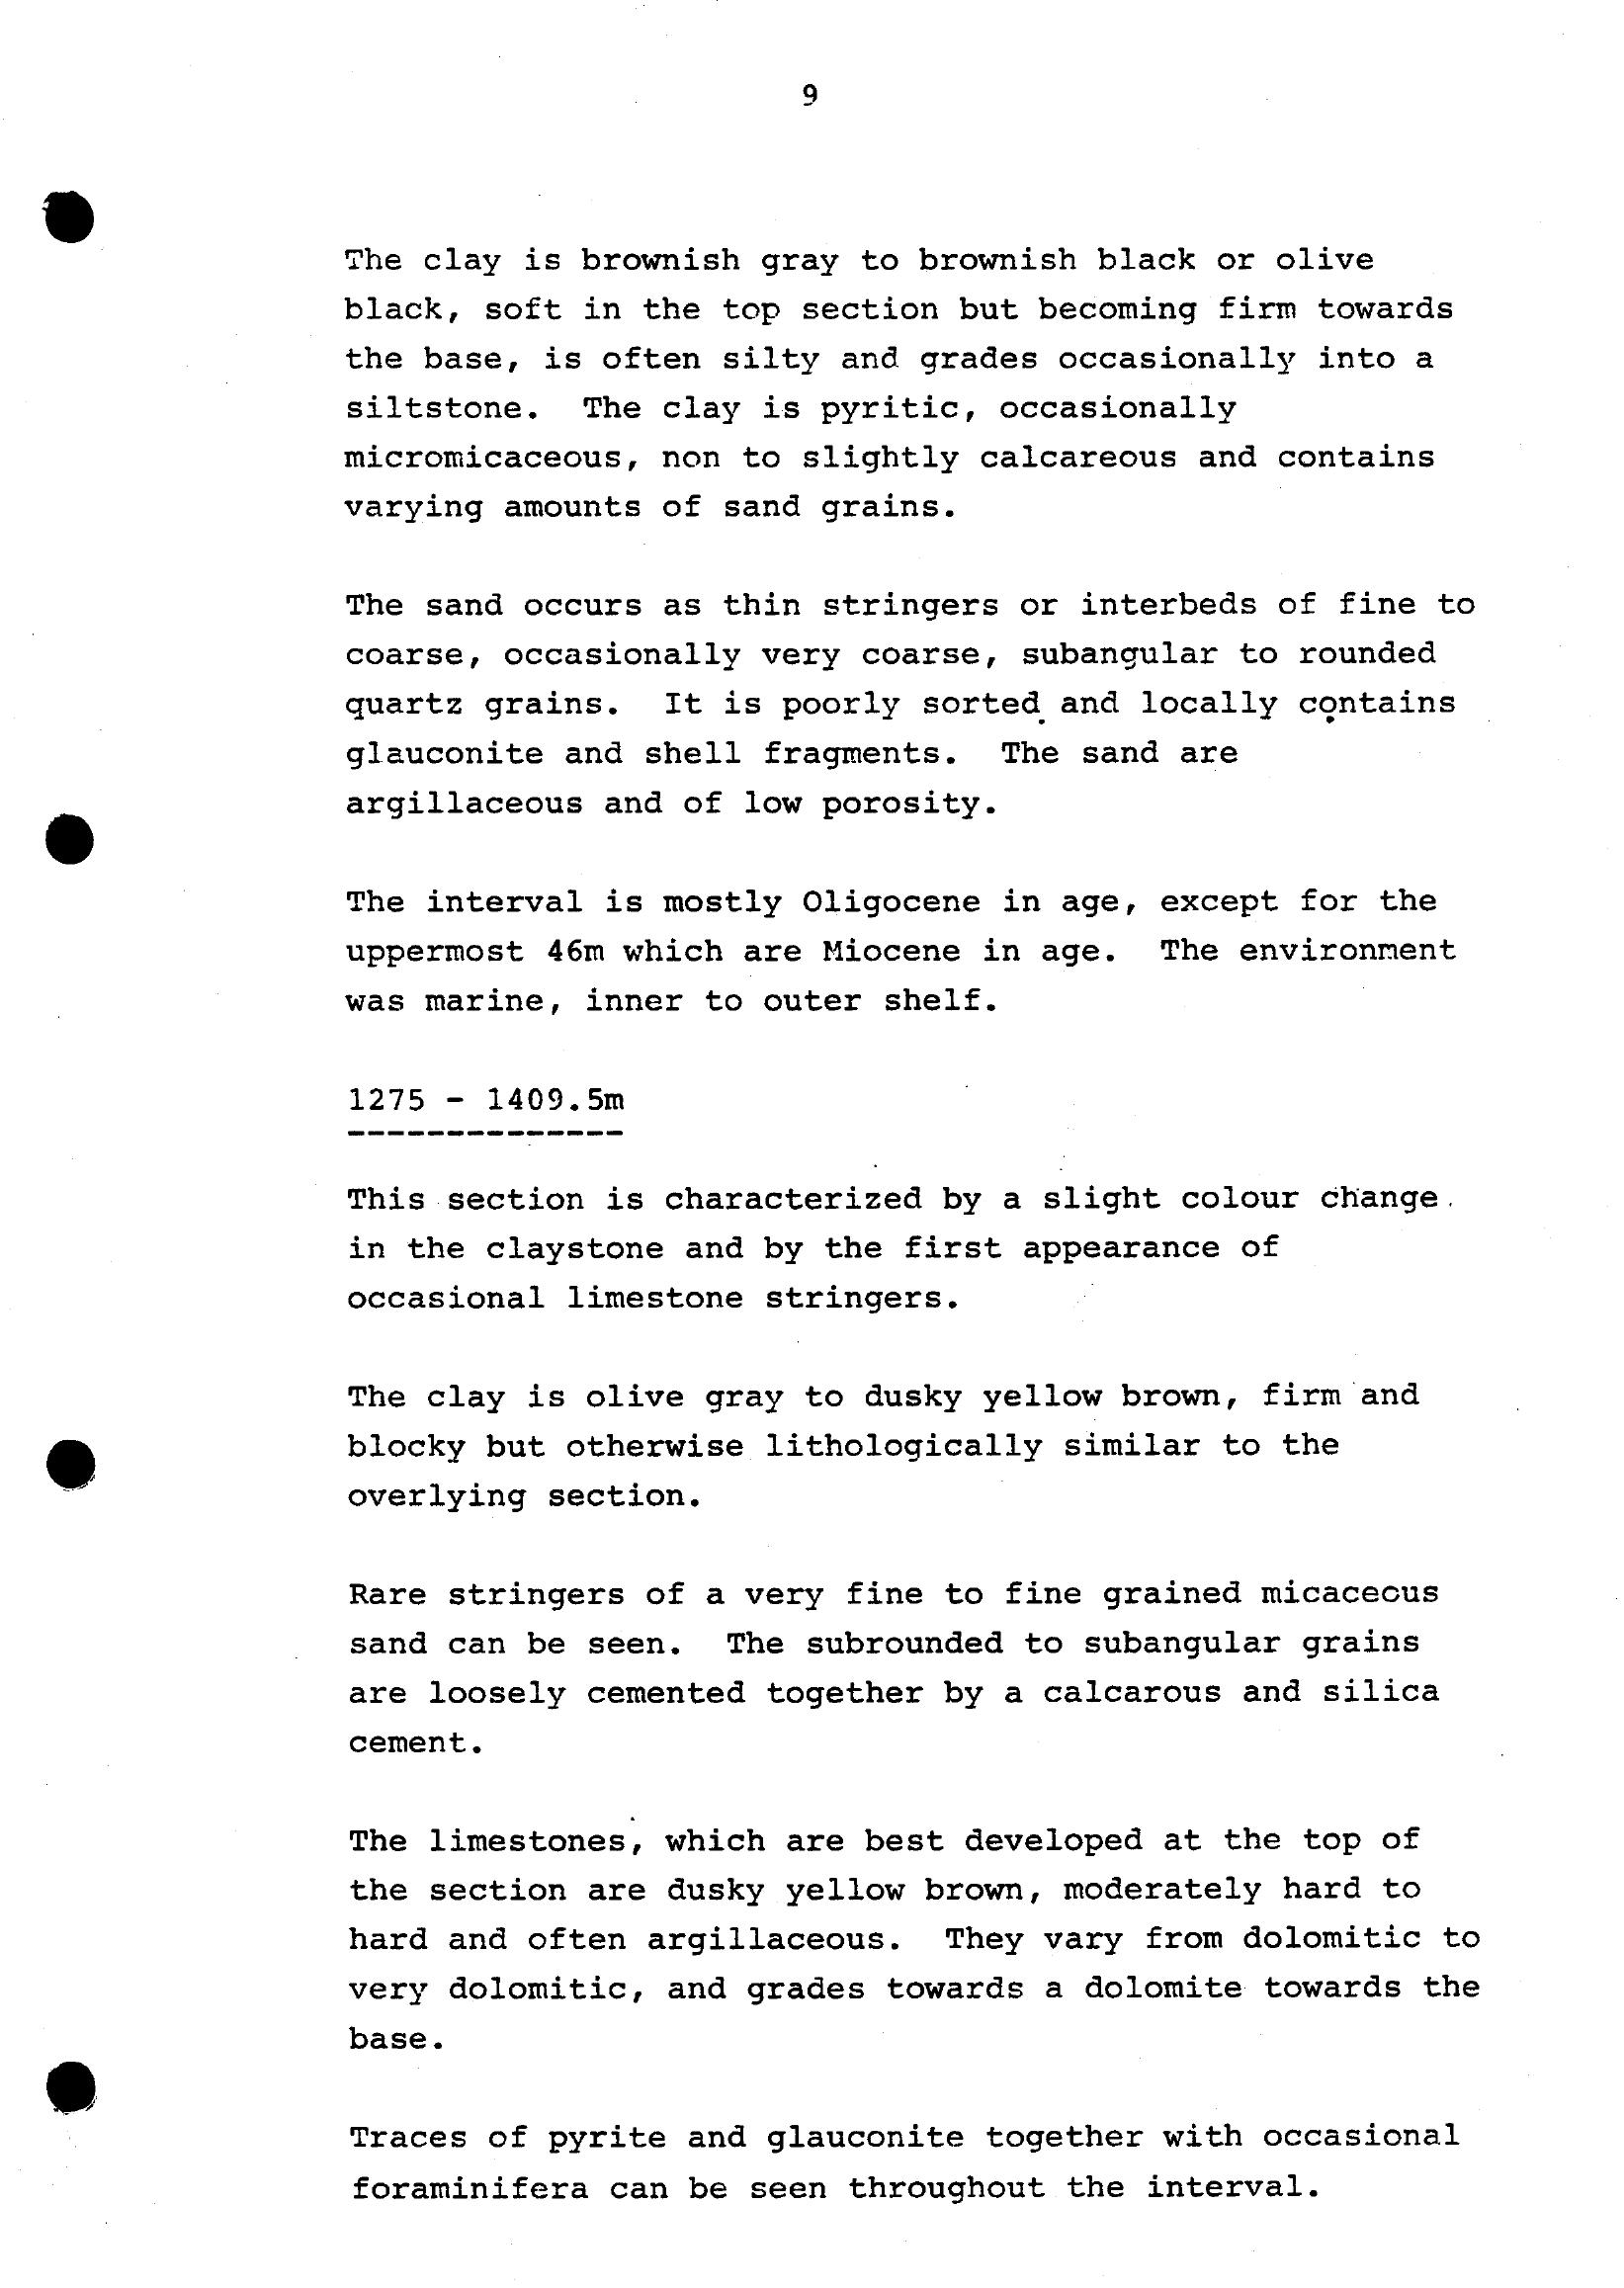 9
The clay is brownish gray to brownish black or olive
black, soft in the top section but becoming firm towards
the base, is often silty and grades occasionally into a
siltstone.  The clay is pyritic, occasionally
micromicaceous, non to slightly calcareous and contains
varying amounts of sand grains.
The sand occurs as thin stringers or interbeds of fine to
coarse, occasionally very coarse, subangular to rounded
quartz grains.  It is poorly sorted and locally contains
glauconite and shell fragments.  The sand are
argillaceous and of low porosity.
The interval is mostly Oligocene in age, except for the
uppermost 46m which are Miocene in age.  The environment
was marine, inner to outer shelf.
1275 - 1409.5m
--------------
This section is characterized by a slight colour change
in the claystone and by the first appearance of
occasional limestone stringers.
The clay is olive gray to dusky yellow brown, firm and
blocky but otherwise lithologically similar to the
overlying section.
Rare stringers of a very fine to fine grained micaceous
sand can be seen.  The subrounded to subangular grains
are loosely cemented together by a calcarous and silica
cement.
The limestones, which are best developed at the top of
the section are dusky yellow brown, moderately hard to
hard and often argillaceous.  They vary from dolomitic to
very dolomitic, and grades towards a dolomite towards the
base.
Traces of pyrite and glauconite together with occasional
foraminifera can be seen throughout the interval.